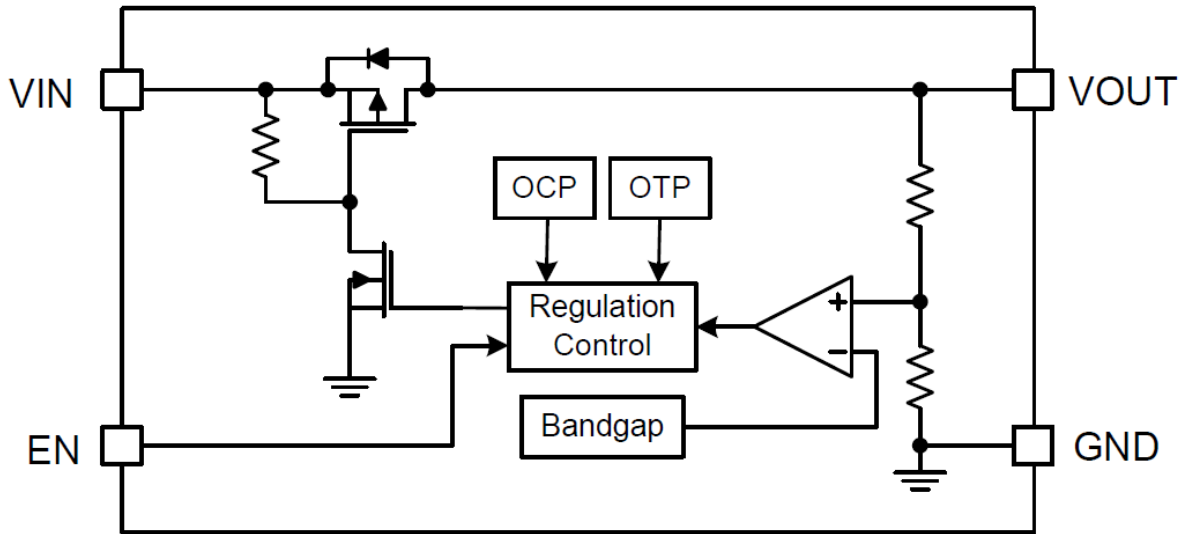 VIN
VOUT
OCP
OTP
Regulation
Control
+
−
Bandgap
EN
GND